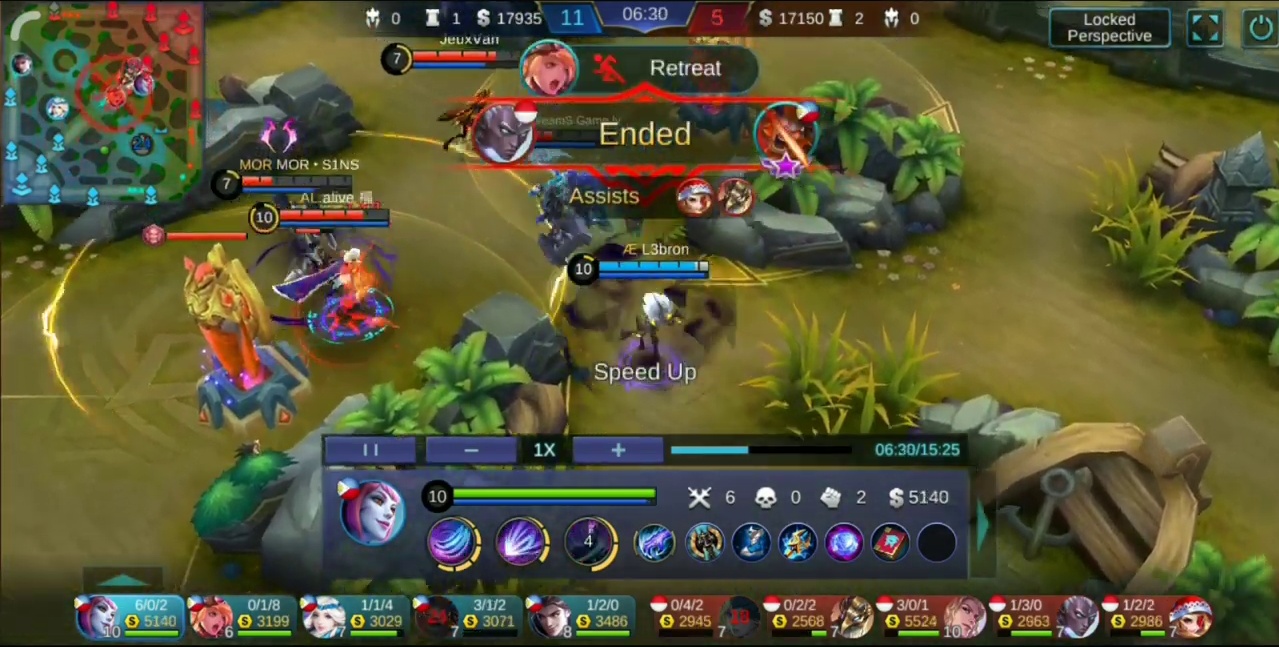 0 1 $ 17935 11 06:30 5 $ 17150 2 0
Locked
Perspective
JeuxVan
7
Retreat
Ended
MOR MOR • S1NS
7
Assists
AL.alive
10
Æ L3bron
10
Speed Up
1X
06:30/15:25
10
6 0 2 $ 5140
4
6/0/2 0/1/8 1/1/4 3/1/2 1/2/0 0/4/2 0/2/2 3/0/1 1/3/0 1/2/2
5140 3199 3029 3071 3486 2945 2568 5524 2963 2986
10 6 7 7 8 7 7 10 7 7